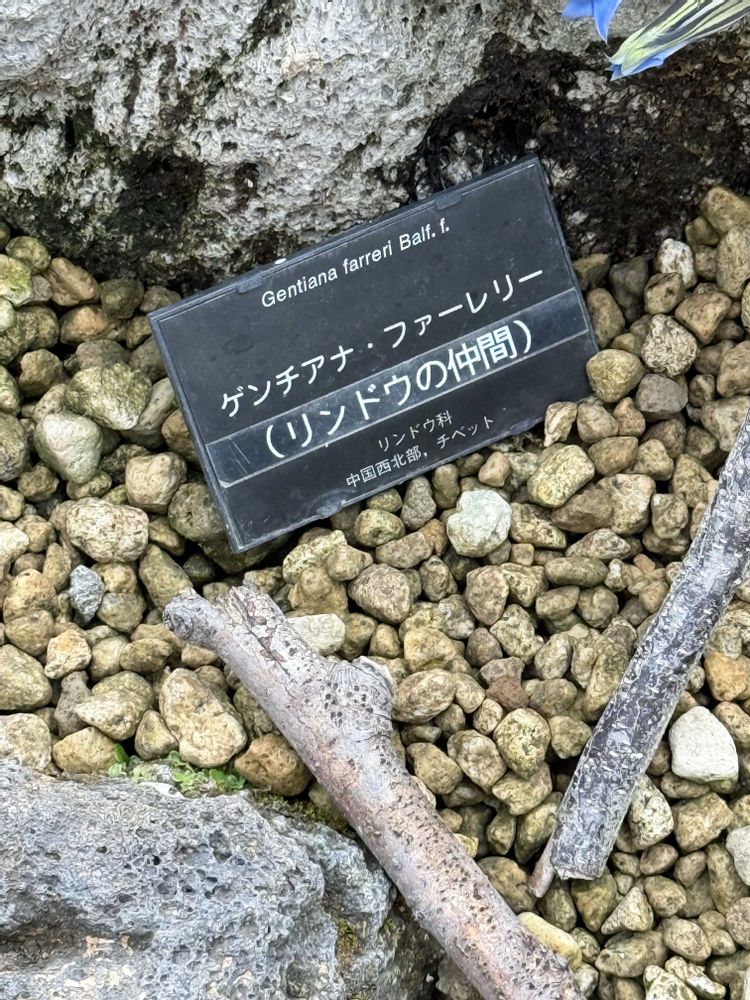 Gentiana farreri Balf. f.
ゲンチアナ・ファーレリー
(リンドウの仲間)
リンドウ科
中国西北部，チベット